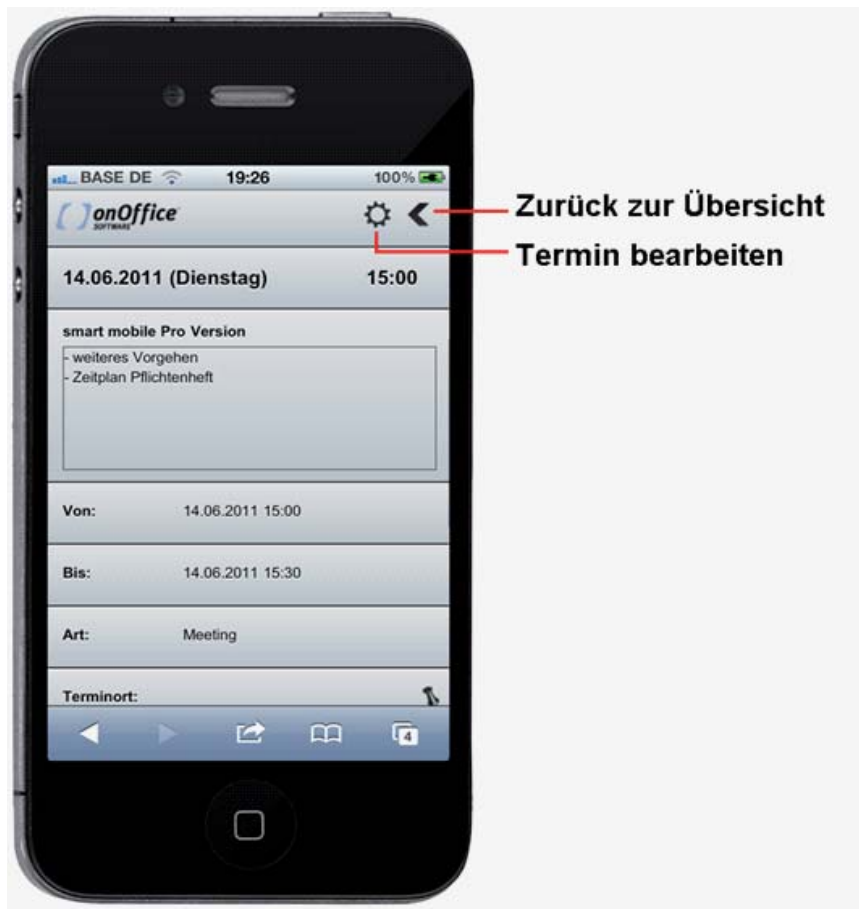 BASE DE 19:26 100%
onOffice
SOFTWARE
Zurück zur Übersicht
Termin bearbeiten
14.06.2011 (Dienstag) 15:00
smart mobile Pro Version
- weiteres Vorgehen
- Zeitplan Pflichtenheft
Von: 14.06.2011 15:00
Bis: 14.06.2011 15:30
Art: Meeting
Terminort:
4